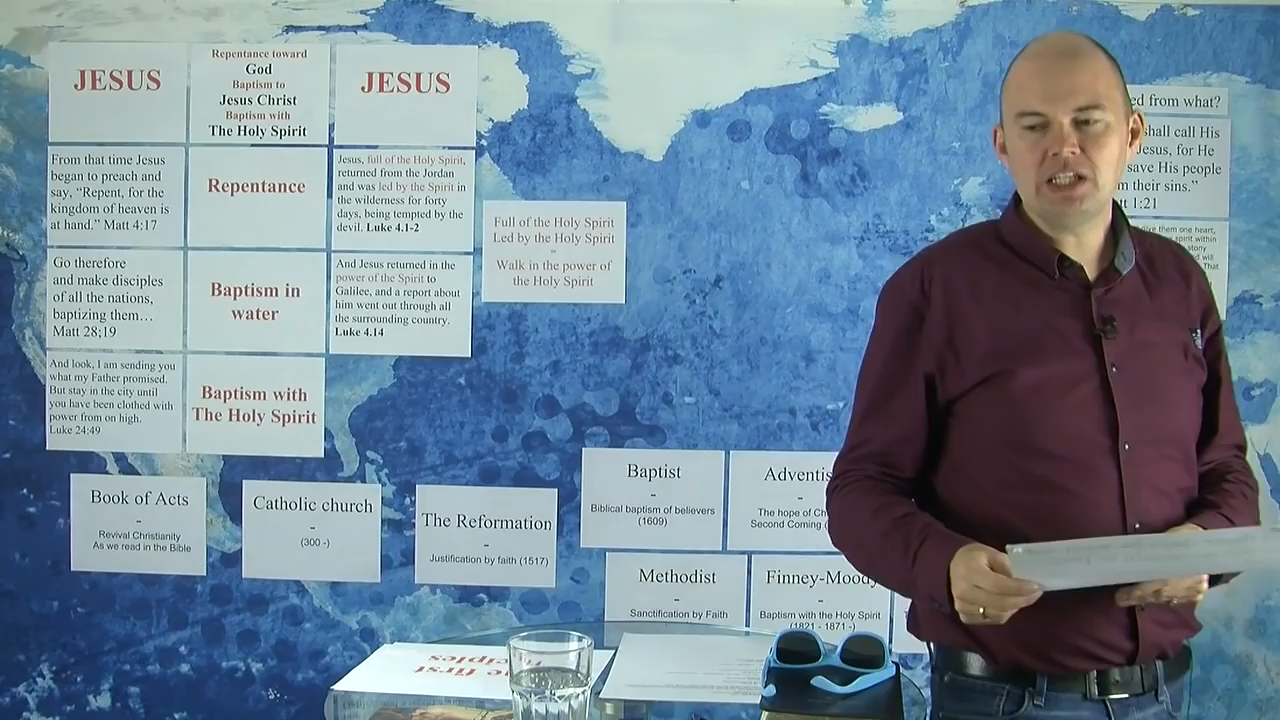 JESUS
Repentance toward
God
Baptism to
Jesus Christ
Baptism with
The Holy Spirit
JESUS
From that time Jesus
began to preach and
say, “Repent, for the
kingdom of heaven is
at hand.” Matt 4:17
Repentance
Jesus, full of the Holy Spirit,
returned from the Jordan
and was led by the Spirit in
the wilderness for forty
days, being tempted by the
devil. Luke 4.1-2
Go therefore
and make disciples
of all the nations,
baptizing them…
Matt 28;19
Baptism in
water
And Jesus returned in the
power of the Spirit to
Galilee, and a report about
him went out through all
the surrounding country.
Luke 4.14
And look, I am sending you
what my Father promised.
But stay in the city until
you have been clothed with
power from on high.
Luke 24:49
Baptism with
The Holy Spirit
Full of the Holy Spirit
Led by the Holy Spirit
-
Walk in the power of
the Holy Spirit
from what?
shall call His
Jesus, for He
save His people
their sins.”
1:21
give them one heart,
spirit within
stony
will
That
Book of Acts
-
Revival Christianity
As we read in the Bible
Catholic church
-
(300 -)
The Reformation
-
Justification by faith (1517)
Baptist
-
Biblical baptism of believers
(1609)
-
The hope of
Second Coming
Methodist
-
Sanctification by Faith
Finney-Moody
-
Baptism with the Holy Spirit
(1821 - 1871 -)
first